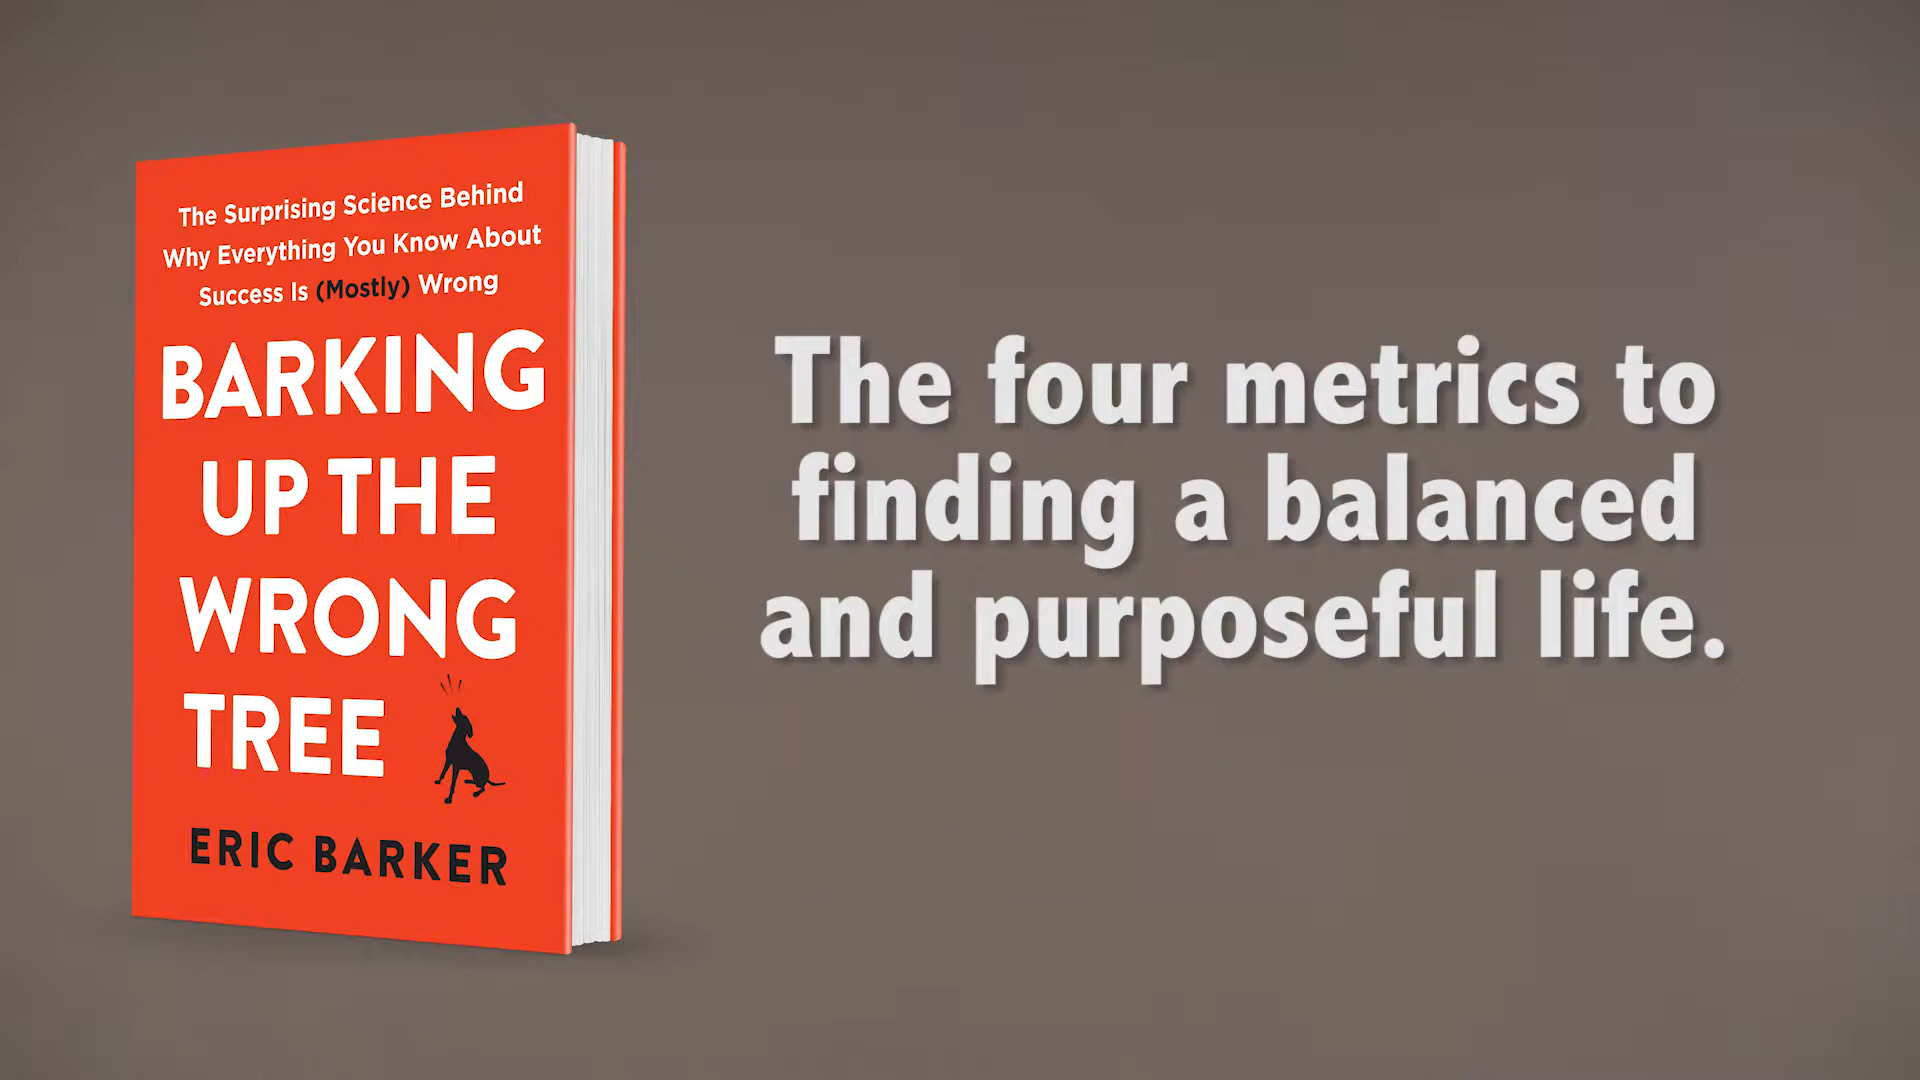 The Surprising Science Behind
Why Everything You Know About
Success Is (Mostly) Wrong
BARKING
UP THE
WRONG
TREE
ERIC BARKER
The four metrics to
finding a balanced
and purposeful life.